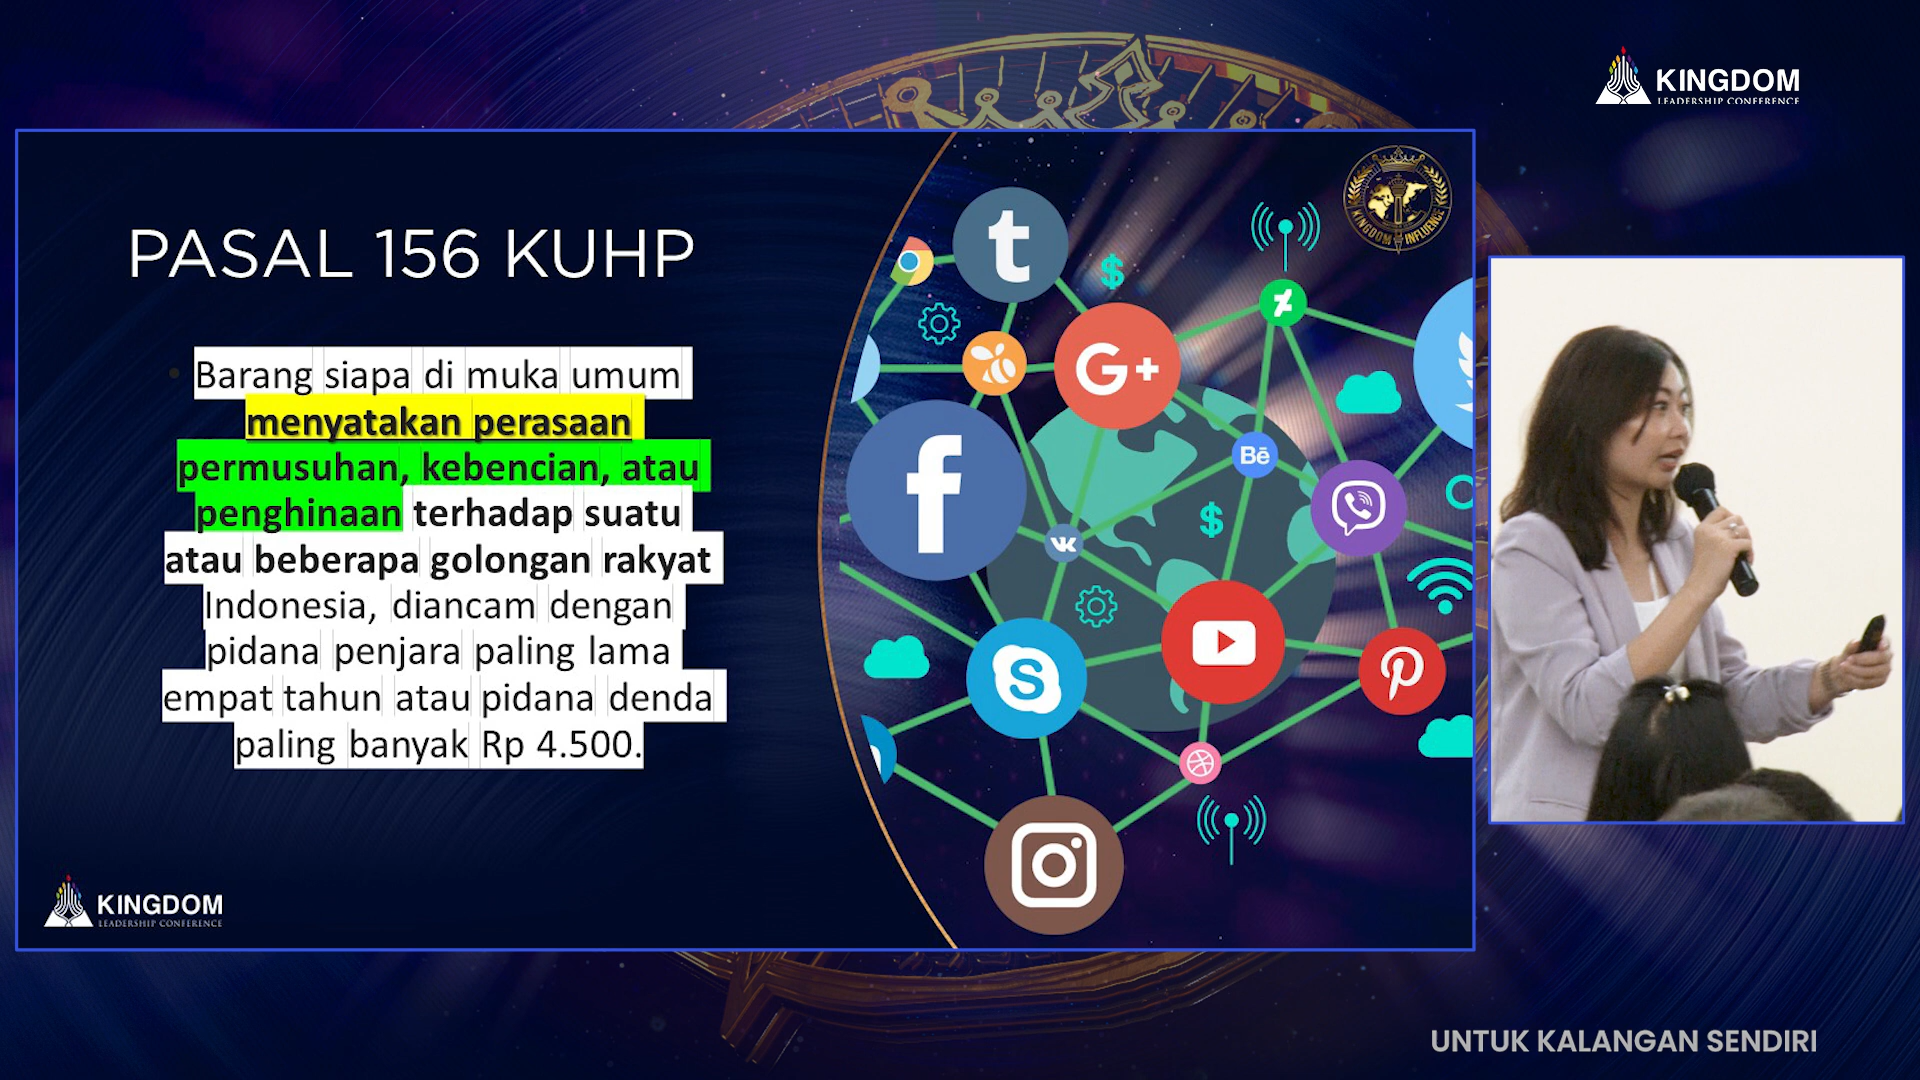 KINGDOM
LEADERSHIP CONFERENCE
KINGDOM INFLUENCE
PASAL 156 KUHP
Barang siapa di muka umum
menyatakan perasaan
permusuhan, kebencian, atau
penghinaan terhadap suatu
atau beberapa golongan rakyat
Indonesia, diancam dengan
pidana penjara paling lama
empat tahun atau pidana denda
paling banyak Rp 4.500.
t
$
G+
f
Bē
$
S
KINGDOM
LEADERSHIP CONFERENCE
UNTUK KALANGAN SENDIRI